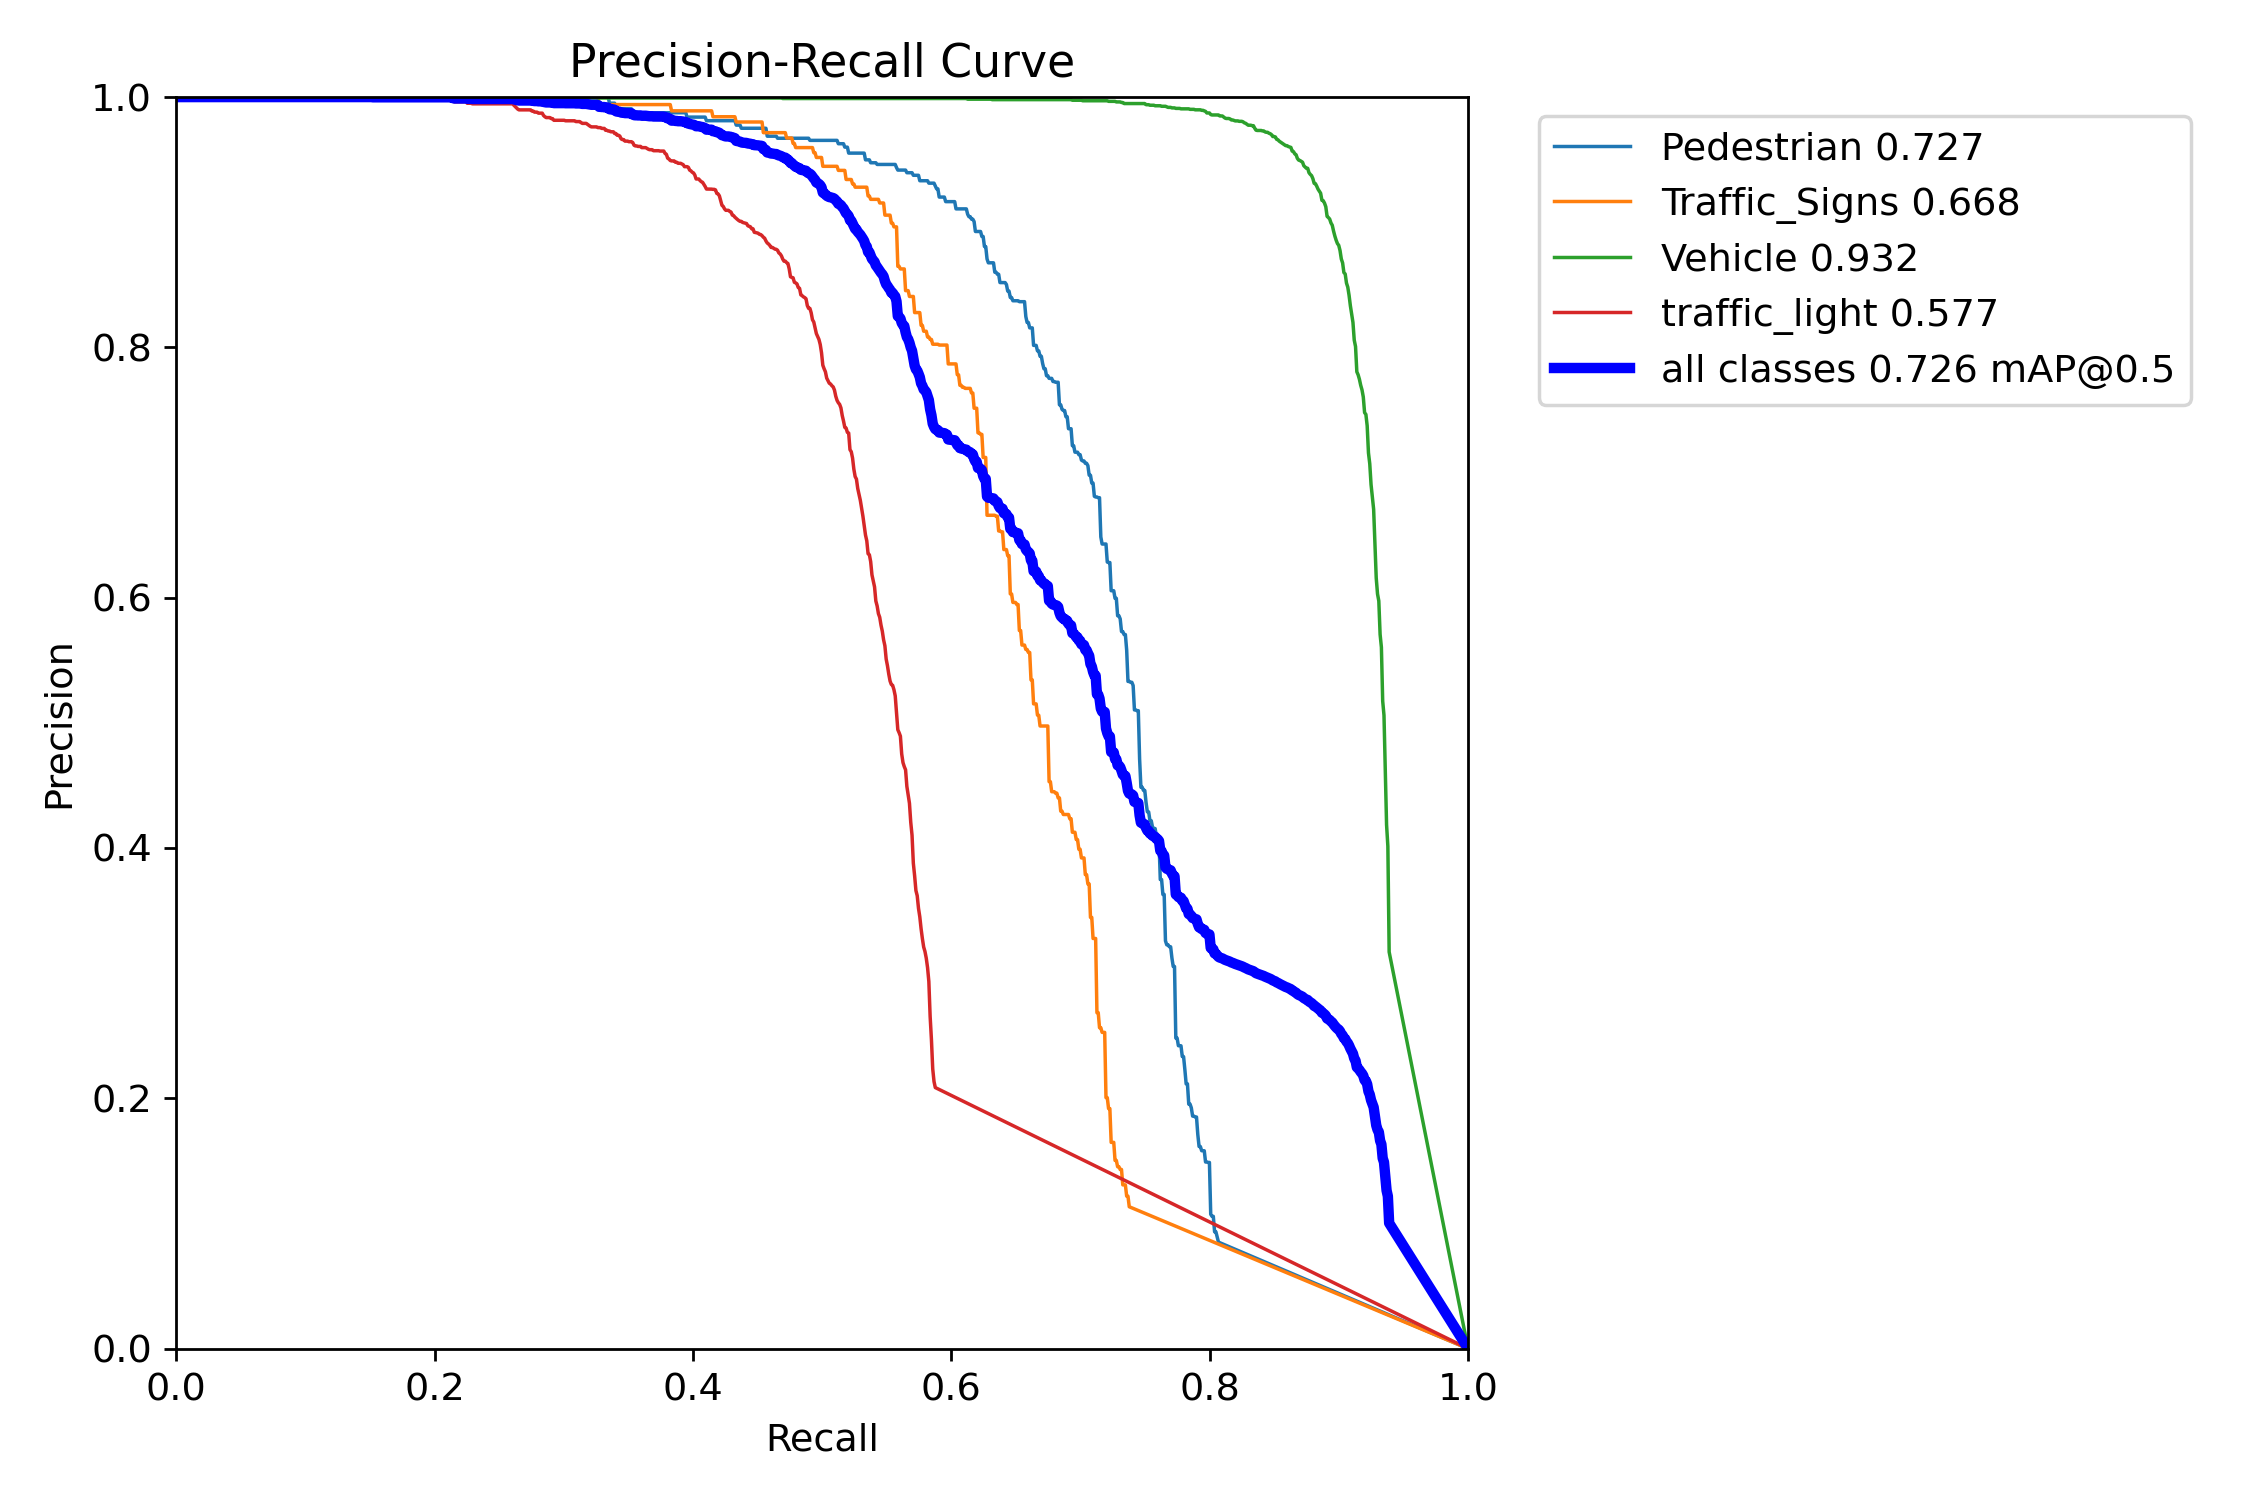 Precision-Recall Curve
1.0
0.8
0.6
0.4
0.2
0.0
Precision
0.0 0.2 0.4 0.6 0.8 1.0
Recall
Pedestrian 0.727
Traffic_Signs 0.668
Vehicle 0.932
traffic_light 0.577
all classes 0.726 mAP@0.5